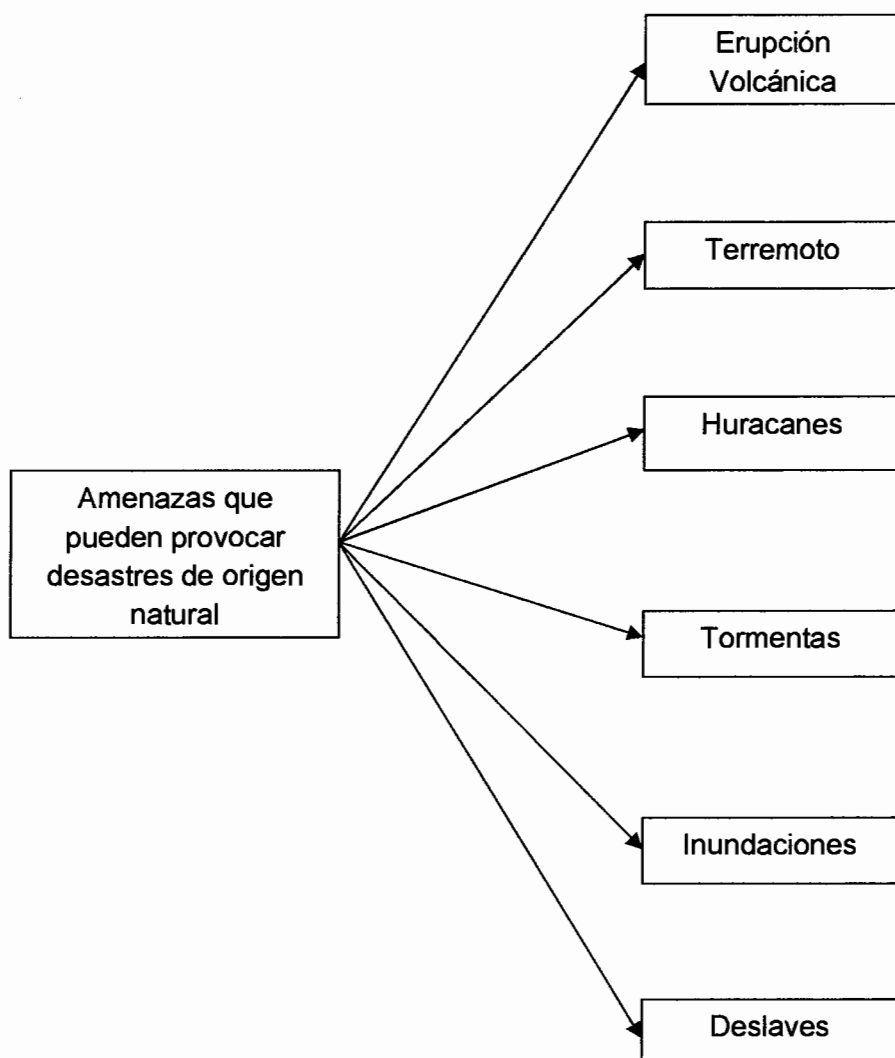 Erupción
Volcánica
Terremoto
Huracanes
Amenazas que
pueden provocar
desastres de origen
natural
Tormentas
Inundaciones
Deslaves